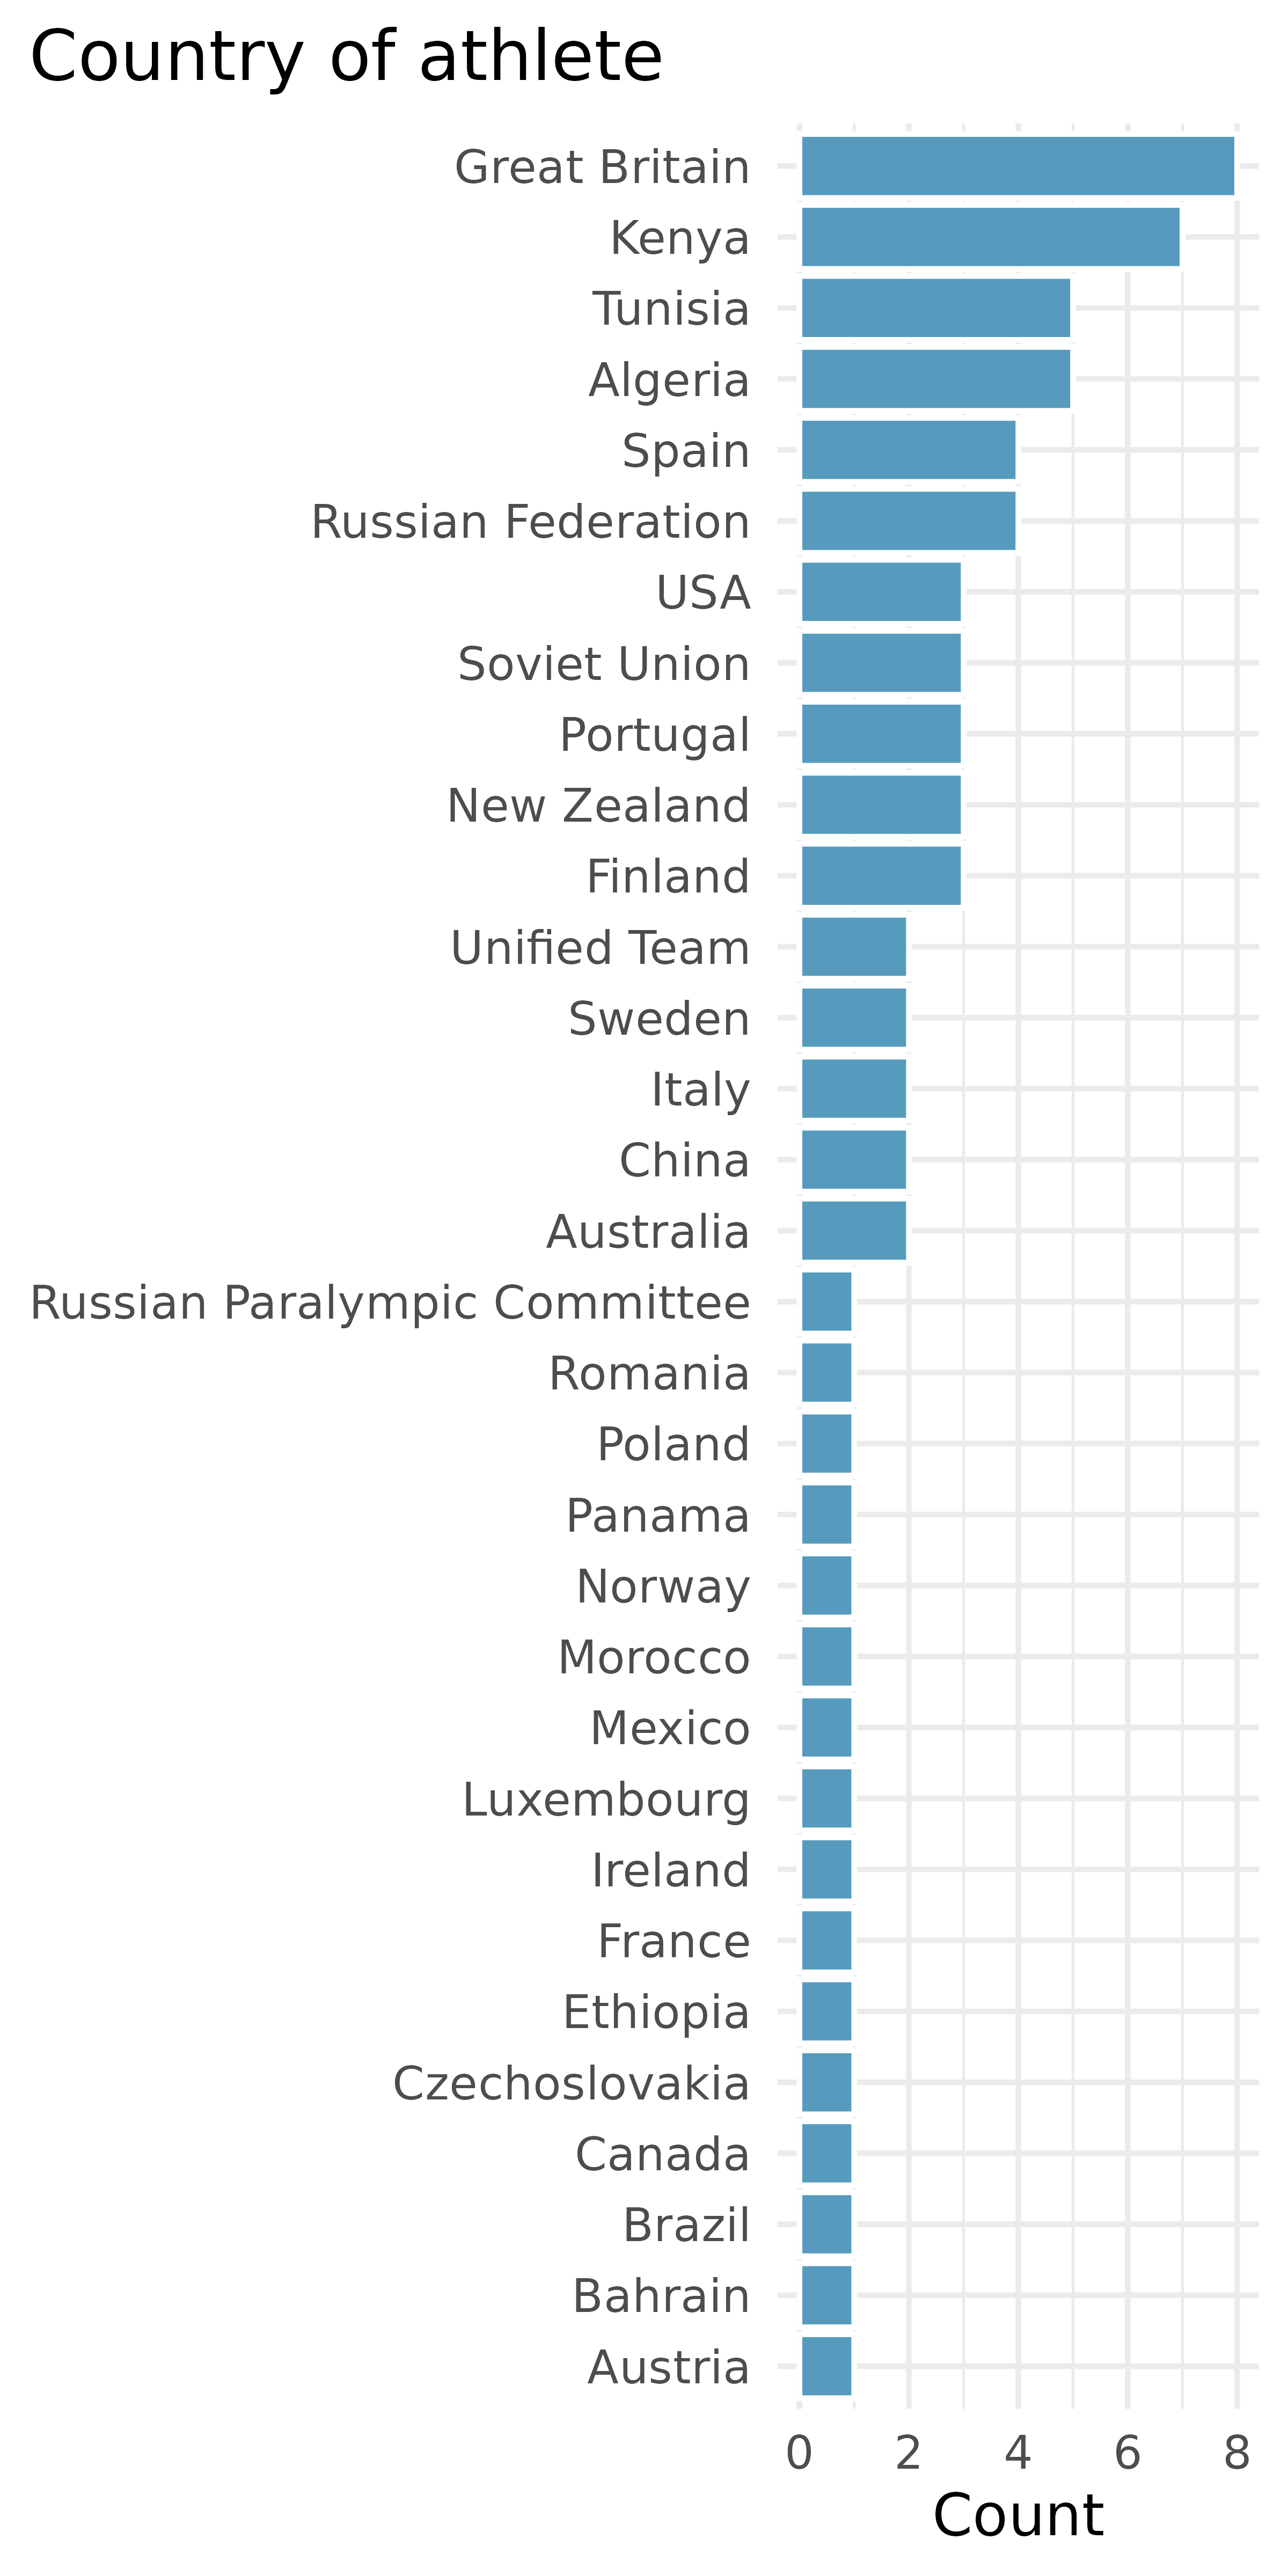 Country of athlete
Great Britain
Kenya
Tunisia
Algeria
Spain
Russian Federation
USA
Soviet Union
Portugal
New Zealand
Finland
Unified Team
Sweden
Italy
China
Australia
Russian Paralympic Committee
Romania
Poland
Panama
Norway
Morocco
Mexico
Luxembourg
Ireland
France
Ethiopia
Czechoslovakia
Canada
Brazil
Bahrain
Austria
0 2 4 6 8
Count